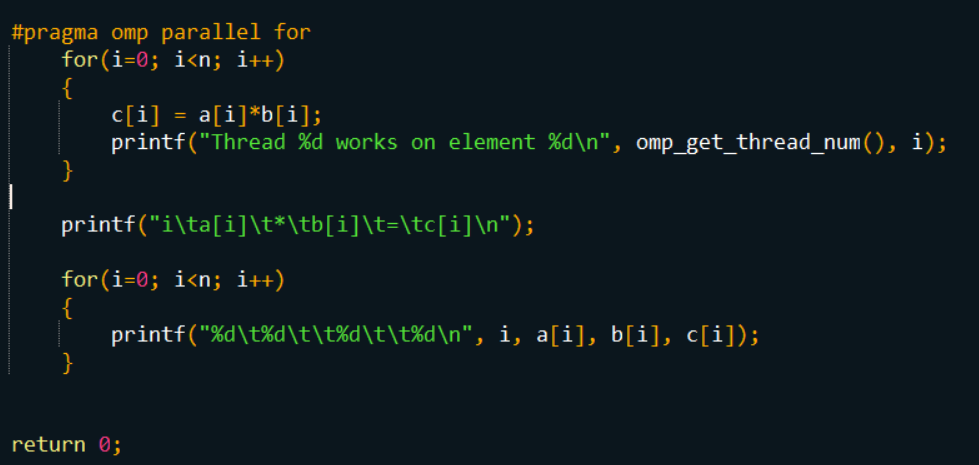 #pragma omp parallel for
for(i=0; i<n; i++)
{
c[i] = a[i]*b[i];
printf("Thread %d works on element %d\n", omp_get_thread_num(), i);
}
printf("i\ta[i]\t*\tb[i]\t=\tc[i]\n");
for(i=0; i<n; i++)
{
printf("%d\t%d\t\t%d\t\t%d\n", i, a[i], b[i], c[i]);
}
return 0;